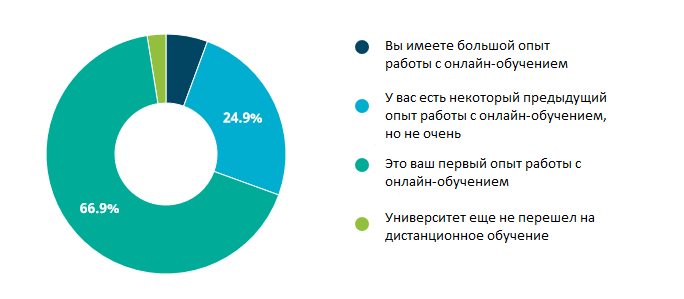 Вы имеете большой опыт
работы с онлайн-обучением
24.9%
У вас есть некоторый предыдущий
опыт работы с онлайн-обучением,
но не очень
Это ваш первый опыт работы с
онлайн-обучением
66.9%
Университет еще не перешел на
дистанционное обучение